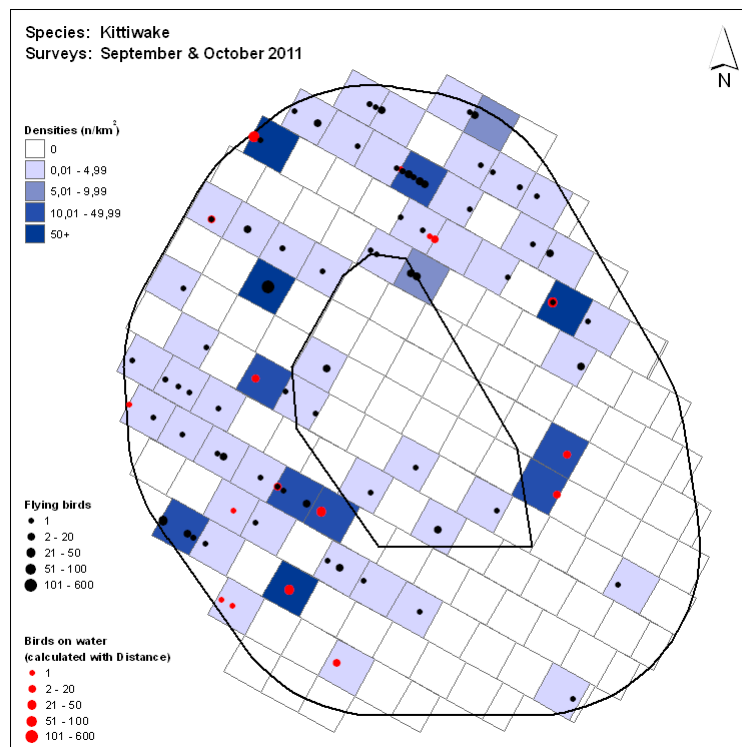 Species: Kittiwake
Surveys: September & October 2011
N
Densities (n/km²)
0
0,01 - 4,99
5,01 - 9,99
10,01 - 49,99
50+
Flying birds
1
2 - 20
21 - 50
51 - 100
101 - 600
Birds on water
(calculated with Distance)
1
2 - 20
21 - 50
51 - 100
101 - 600